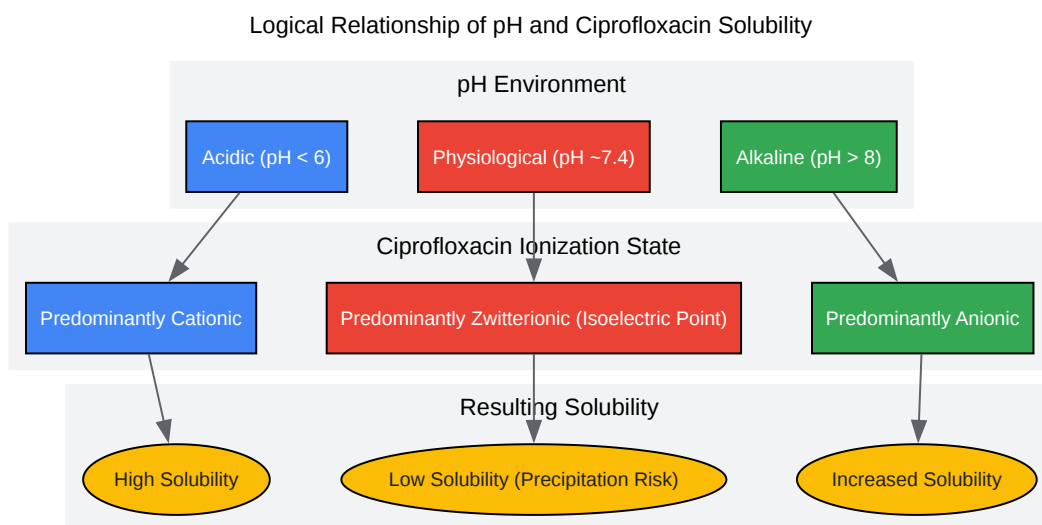 Logical Relationship of pH and Ciprofloxacin Solubility
pH Environment
Acidic (pH < 6)
Physiological (pH ~7.4)
Alkaline (pH > 8)
Ciprofloxacin Ionization State
Predominantly Cationic
Predominantly Zwitterionic (Isoelectric Point)
Predominantly Anionic
Resulting Solubility
High Solubility
Low Solubility (Precipitation Risk)
Increased Solubility